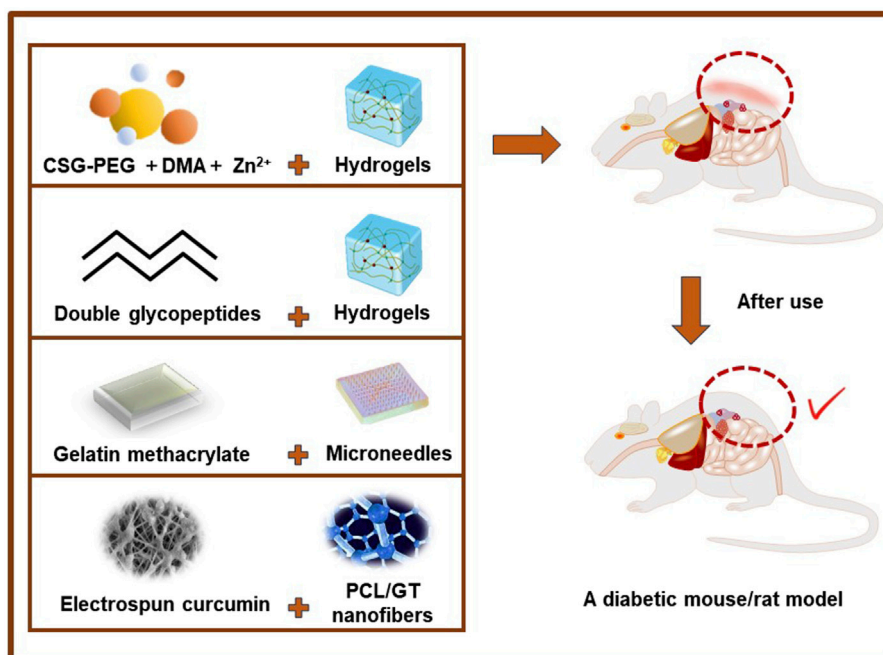 CSG-PEG + DMA + Zn²⁺ + Hydrogels
Double glycopeptides + Hydrogels
Gelatin methacrylate + Microneedles
Electrospun curcumin + PCL/GT
nanofibers
After use
A diabetic mouse/rat model